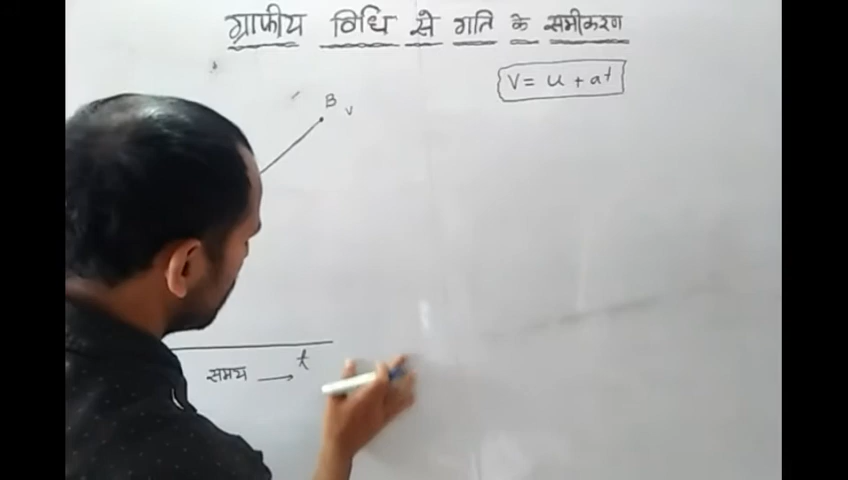 ग्राफीय विधि से गति के समीकरण
V = u + at
B
v
t
समय